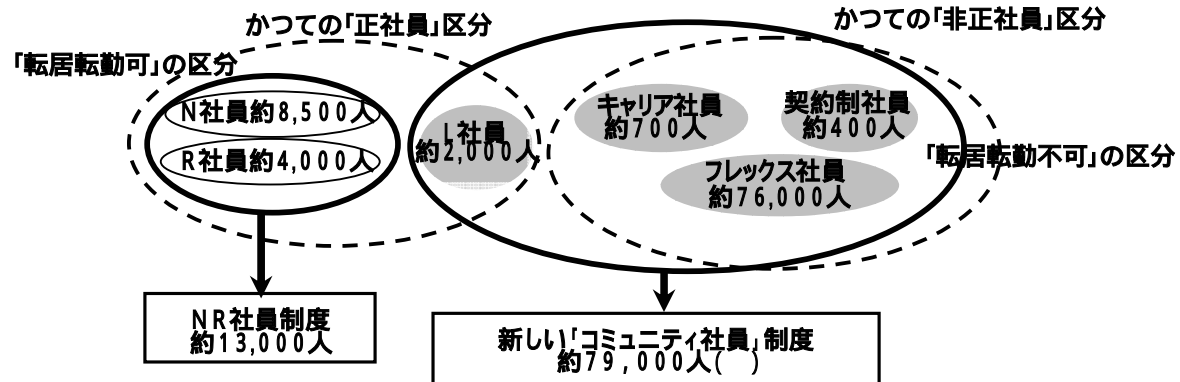 かつての「正社員」区分
かつての「非正社員」区分
「転居転勤可」の区分
N社員約8,500人
R社員約4,000人
L社員
約2,000人
キャリア社員
約700人
契約制社員
約400人
フレックス社員
約76,000人
「転居転勤不可」の区分
NR社員制度
約13,000人
新しい「コミュニティ社員」制度
約79,000人(　)